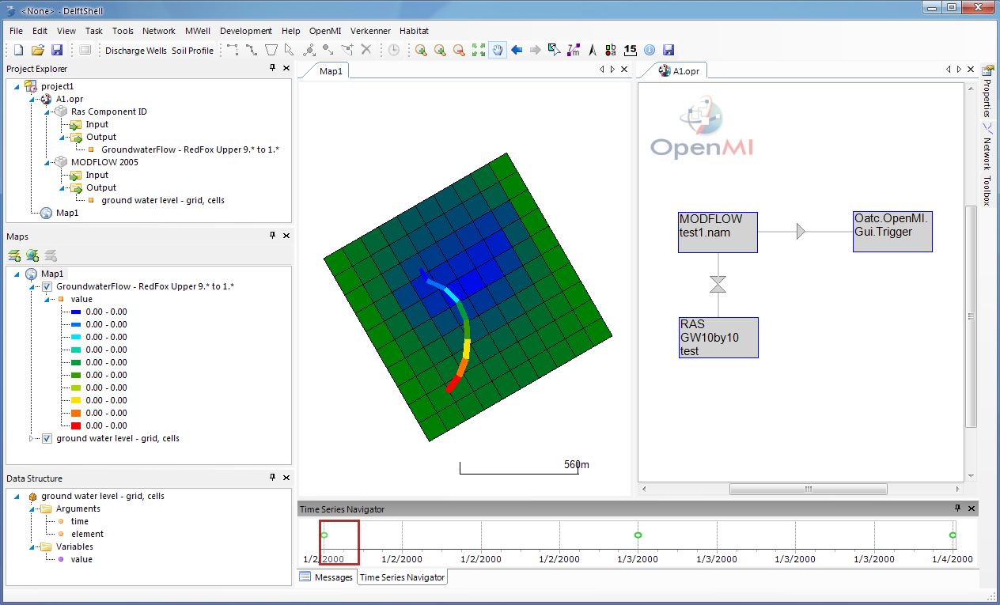 <None> - DelftShell
File Edit View Task Tools Network MWell Development Help OpenMI Verkenner Habitat
Discharge Wells Soil Profile
15
Project Explorer
project1
A1.opr
Ras Component ID
Input
Output
GroundwaterFlow - RedFox Upper 9.* to 1.*
MODFLOW 2005
Input
Output
ground water level - grid, cells
Map1
Maps
Map1
GroundwaterFlow - RedFox Upper 9.* to 1.*
value
0.00 - 0.00
0.00 - 0.00
0.00 - 0.00
0.00 - 0.00
0.00 - 0.00
0.00 - 0.00
0.00 - 0.00
0.00 - 0.00
0.00 - 0.00
0.00 - 0.00
ground water level - grid, cells
Data Structure
ground water level - grid, cells
Arguments
time
element
Variables
value
Map1
560m
A1.opr
OpenMI
MODFLOW
test1.nam
Oatc.OpenMI.
Gui.Trigger
RAS
GW10by10
test
Properties
Network
Toolbox
Time Series Navigator
1/2/2000 1/2/2000 1/2/2000 1/2/2000 1/3/2000 1/3/2000 1/3/2000 1/3/2000 1/4/2000
Messages Time Series Navigator